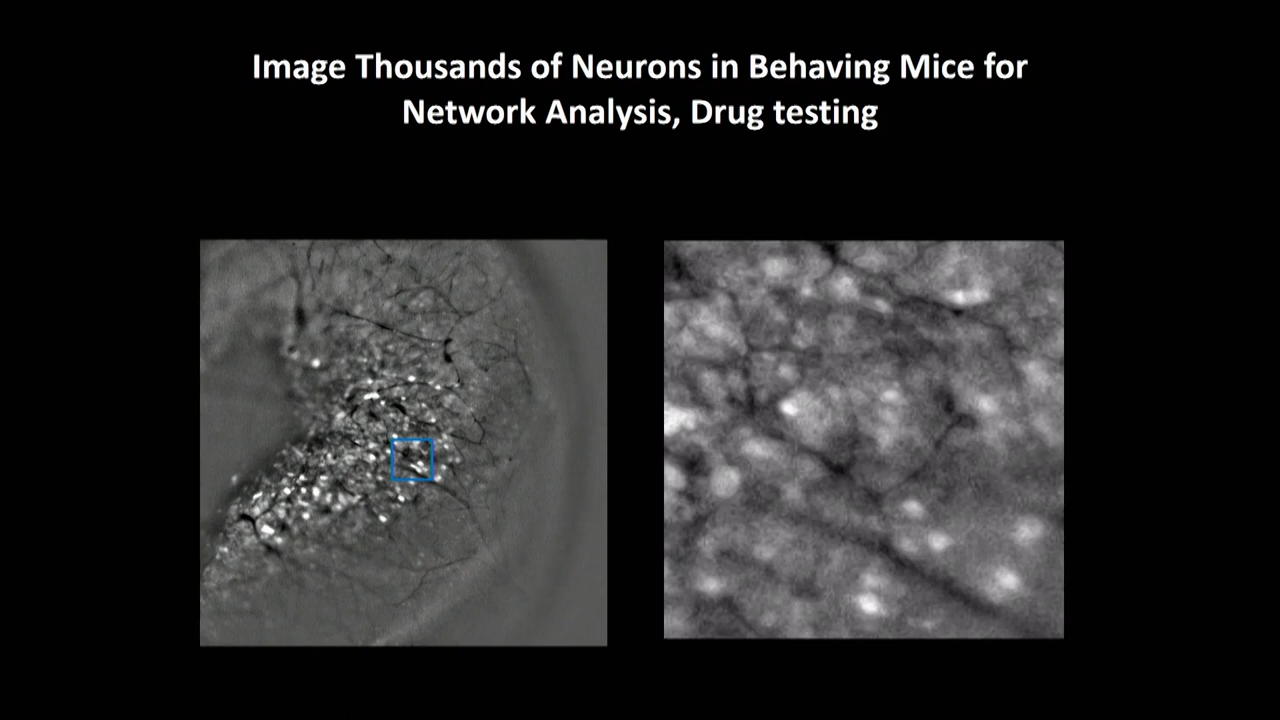 Image Thousands of Neurons in Behaving Mice for
Network Analysis, Drug testing